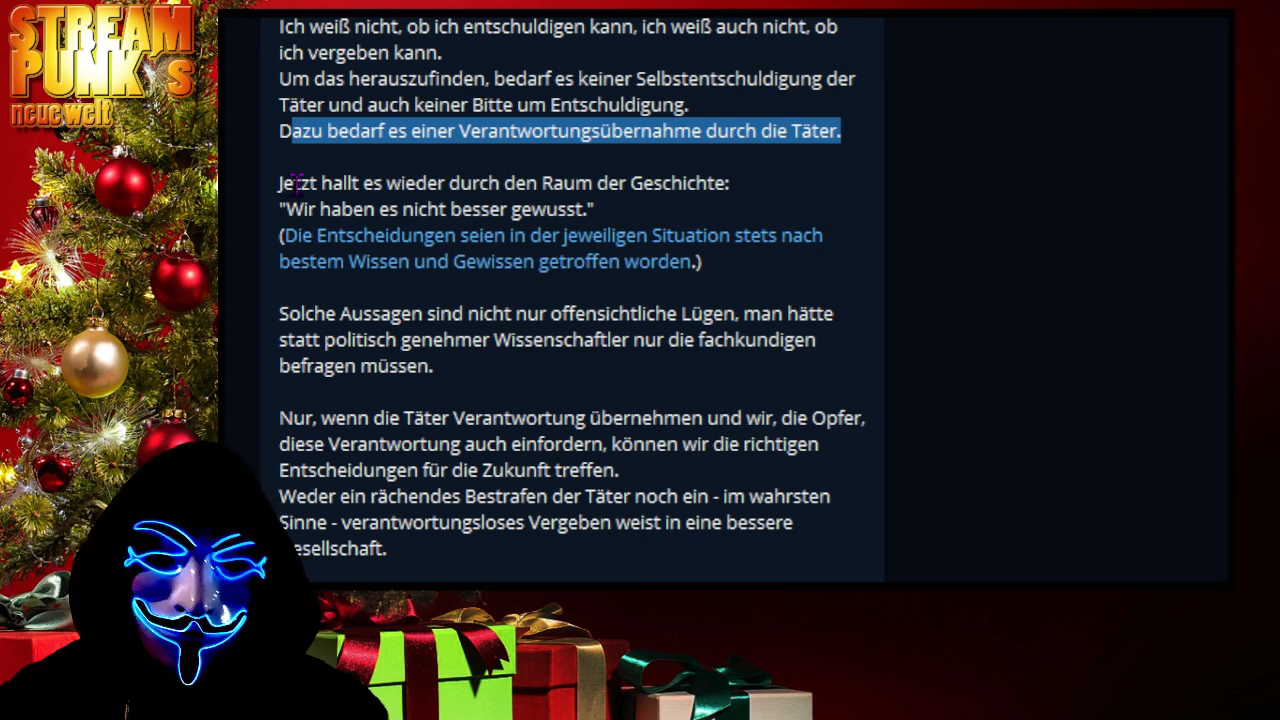 STREAM
PUNK's
neue welt
Ich weiß nicht, ob ich entschuldigen kann, ich weiß auch nicht, ob
ich vergeben kann.
Um das herauszufinden, bedarf es keiner Selbstentschuldigung der
Täter und auch keiner Bitte um Entschuldigung.
Dazu bedarf es einer Verantwortungsübernahme durch die Täter.
Jetzt hallt es wieder durch den Raum der Geschichte:
"Wir haben es nicht besser gewusst."
(Die Entscheidungen seien in der jeweiligen Situation stets nach
bestem Wissen und Gewissen getroffen worden.)
Solche Aussagen sind nicht nur offensichtliche Lügen, man hätte
statt politisch genehmer Wissenschaftler nur die fachkundigen
befragen müssen.
Nur, wenn die Täter Verantwortung übernehmen und wir, die Opfer,
diese Verantwortung auch einfordern, können wir die richtigen
Entscheidungen für die Zukunft treffen.
Weder ein rächendes Bestrafen der Täter noch ein - im wahrsten
Sinne - verantwortungsloses Vergeben weist in eine bessere
esellschaft.